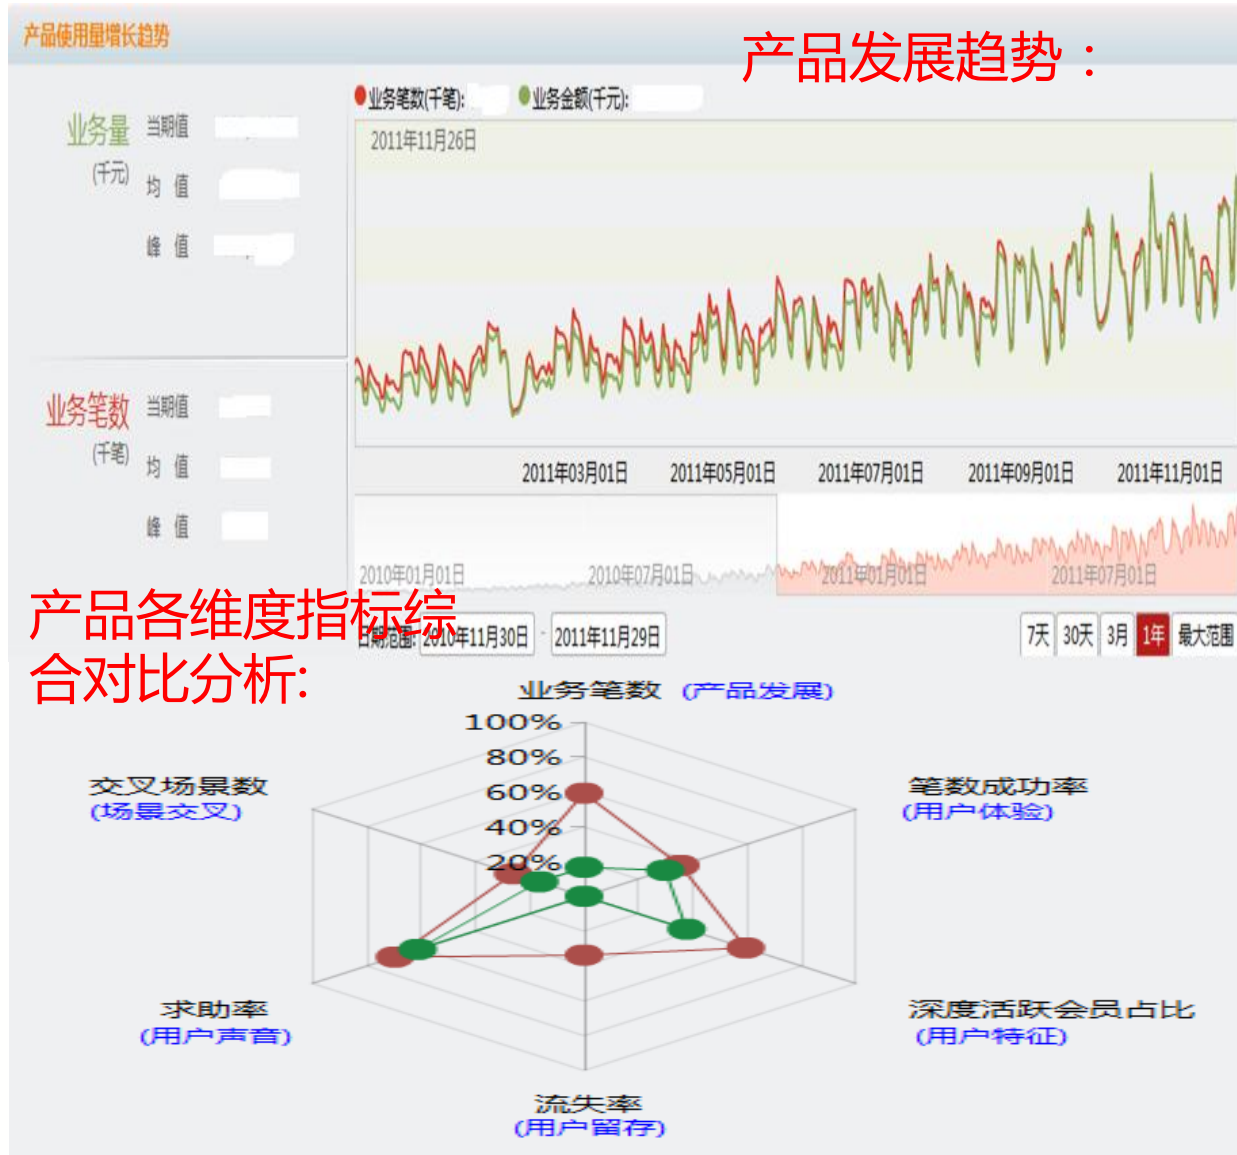 产品使用量增长趋势
产品发展趋势：
业务笔数(千笔):
业务金额(千元):
业务量
(千元)
当期值
均 值
峰 值
2011年11月26日
业务笔数
(千笔)
当期值
均 值
峰 值
2011年03月01日
2011年05月01日
2011年07月01日
2011年09月01日
2011年11月01日
2010年01月01日
2010年07月01日
2011年01月01日
2011年07月01日
日期范围: 2010年11月30日 - 2011年11月29日
7天 30天 3月 1年 最大范围
产品各维度指标综
合对比分析:
业务笔数 (产品发展)
100%
80%
60%
40%
20%
交叉场景数
(场景交叉)
笔数成功率
(用户体验)
求助率
(用户声音)
深度活跃会员占比
(用户特征)
流失率
(用户留存)